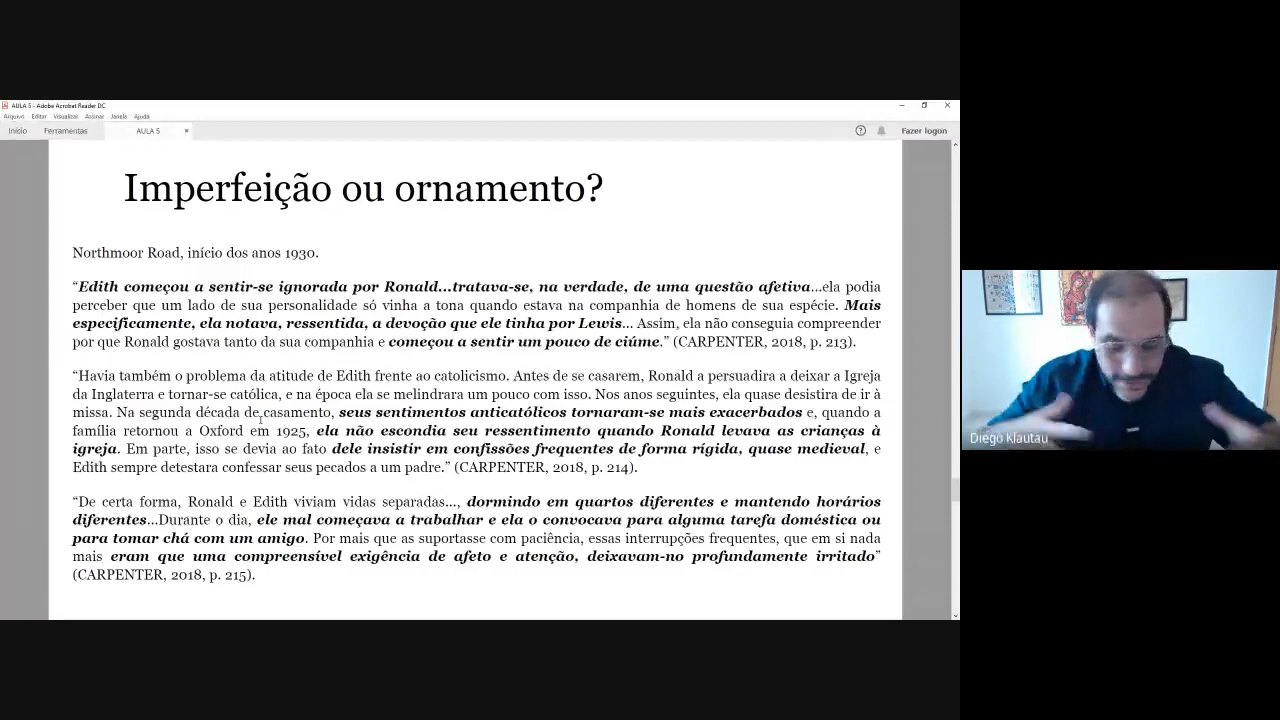 AULA 5 - Adobe Acrobat Reader DC
Arquivo Editar Visualizar Assinar Janela Ajuda
Início Ferramentas AULA 5 × Fazer logon
Imperfeição ou ornamento?
Northmoor Road, início dos anos 1930.
“Edith começou a sentir-se ignorada por Ronald...tratava-se, na verdade, de uma questão afetiva...ela podia
perceber que um lado de sua personalidade só vinha a tona quando estava na companhia de homens de sua espécie. Mais
especificamente, ela notava, ressentida, a devoção que ele tinha por Lewis... Assim, ela não conseguia compreender
por que Ronald gostava tanto da sua companhia e começou a sentir um pouco de ciúme.” (CARPENTER, 2018, p. 213).
“Havia também o problema da atitude de Edith frente ao catolicismo. Antes de se casarem, Ronald a persuadira a deixar a Igreja
da Inglaterra e tornar-se católica, e na época ela se melindrara um pouco com isso. Nos anos seguintes, ela quase desistira de ir à
missa. Na segunda década de casamento, seus sentimentos anticatólicos tornaram-se mais exacerbados e, quando a
família retornou a Oxford em 1925, ela não escondia seu ressentimento quando Ronald levava as crianças à
igreja. Em parte, isso se devia ao fato dele insistir em confissões frequentes de forma rígida, quase medieval, e
Edith sempre detestara confessar seus pecados a um padre.” (CARPENTER, 2018, p. 214).
“De certa forma, Ronald e Edith viviam vidas separadas..., dormindo em quartos diferentes e mantendo horários
diferentes...Durante o dia, ele mal começava a trabalhar e ela o convocava para alguma tarefa doméstica ou
para tomar chá com um amigo. Por mais que as suportasse com paciência, essas interrupções frequentes, que em si nada
mais eram que uma compreensível exigência de afeto e atenção, deixavam-no profundamente irritado”
(CARPENTER, 2018, p. 215).
Diego Klautau